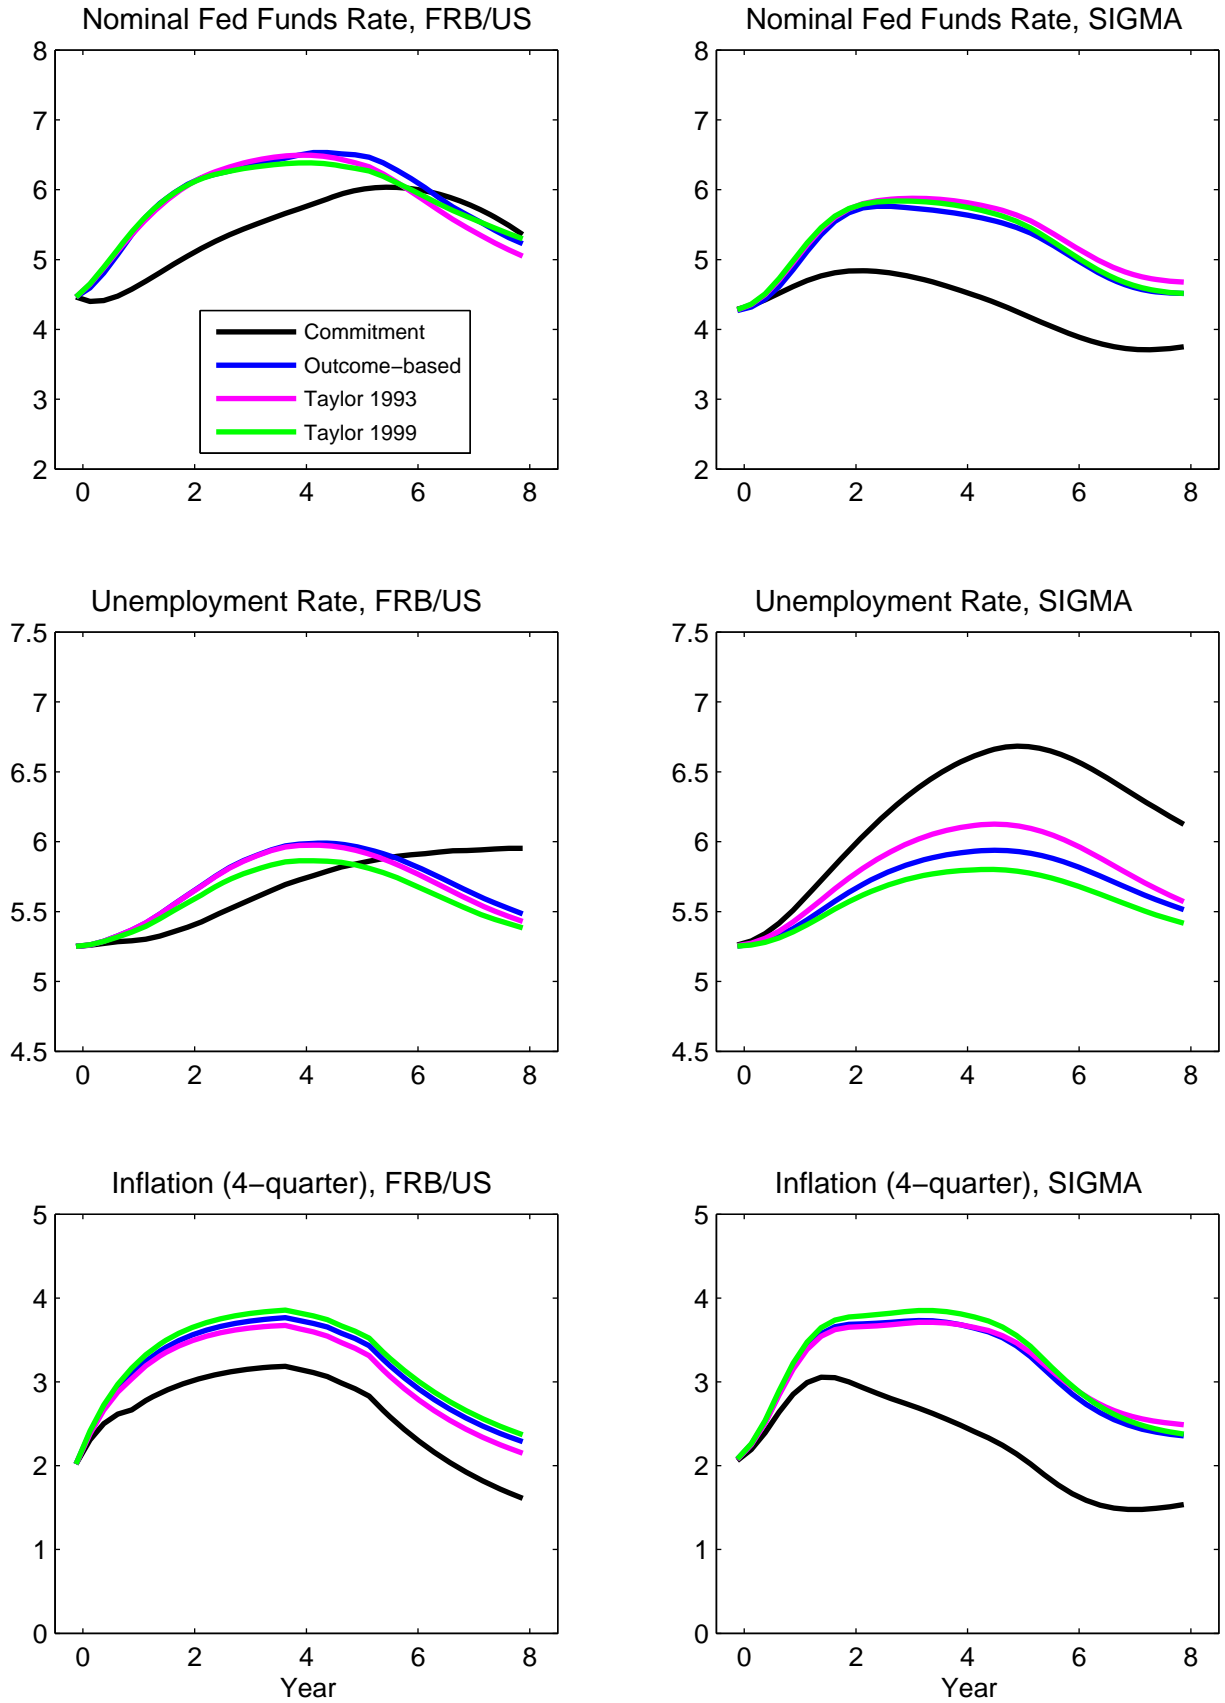 Nominal Fed Funds Rate, FRB/US
8
7
6
5
4
3
2
0 2 4 6 8
Commitment
Outcome−based
Taylor 1993
Taylor 1999
Nominal Fed Funds Rate, SIGMA
8
7
6
5
4
3
2
0 2 4 6 8
Unemployment Rate, FRB/US
7.5
7
6.5
6
5.5
5
4.5
0 2 4 6 8
Unemployment Rate, SIGMA
7.5
7
6.5
6
5.5
5
4.5
0 2 4 6 8
Inflation (4−quarter), FRB/US
5
4
3
2
1
0
0 2 4 6 8
Year
Inflation (4−quarter), SIGMA
5
4
3
2
1
0
0 2 4 6 8
Year